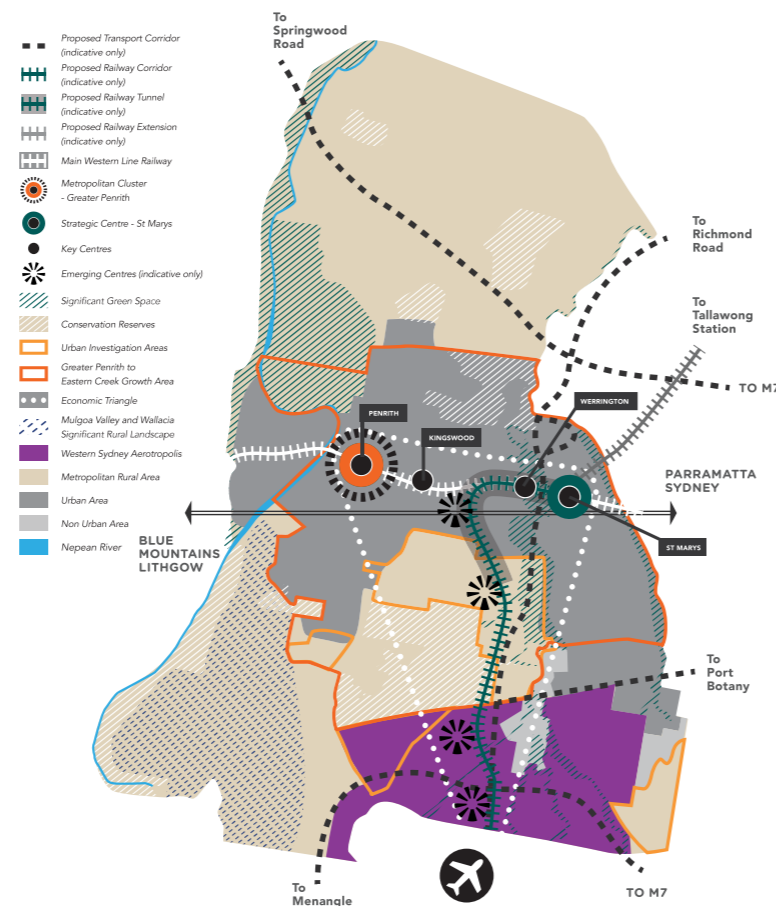 Proposed Transport Corridor
(indicative only)
Proposed Railway Corridor
(indicative only)
Proposed Railway Tunnel
(indicative only)
Proposed Railway Extension
(indicative only)
Main Western Line Railway
Metropolitan Cluster
- Greater Penrith
Strategic Centre - St Marys
Key Centres
Emerging Centres (indicative only)
Significant Green Space
Conservation Reserves
Urban Investigation Areas
Greater Penrith to
Eastern Creek Growth Area
Economic Triangle
Mulgoa Valley and Wallacia
Significant Rural Landscape
Western Sydney Aerotropolis
Metropolitan Rural Area
Urban Area
Non Urban Area
Nepean River
To
Springwood
Road
To
Richmond
Road
To
Tallawong
Station
TO M7
WERRINGTON
PENRITH
KINGSWOOD
PARRAMATTA
SYDNEY
BLUE
MOUNTAINS
LITHGOW
ST MARYS
To
Port
Botany
To
Menangle
TO M7